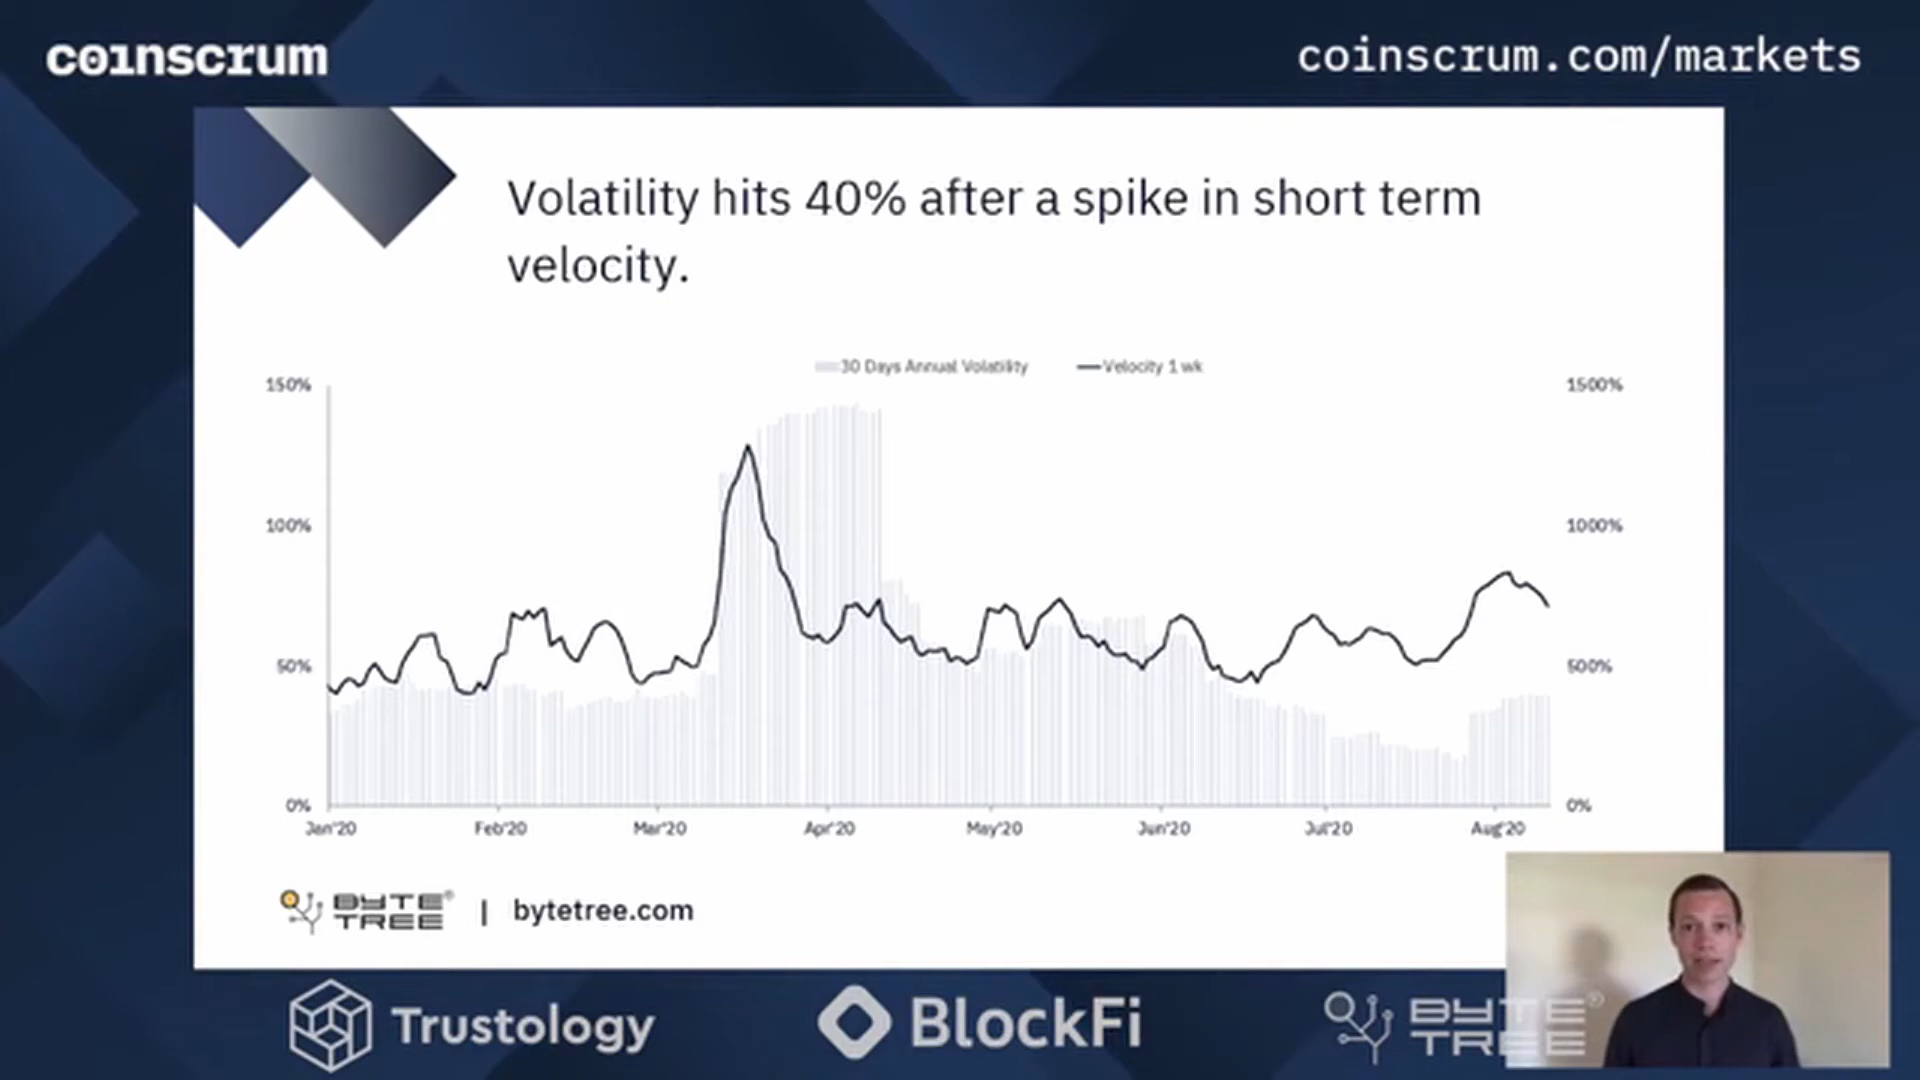 coinscrum
coinscrum.com/markets
Volatility hits 40% after a spike in short term
velocity.
30 Days Annual Volatility
Velocity 1 wk
150%
1500%
100%
1000%
50%
500%
0%
0%
Jan'20 Feb'20 Mar'20 Apr'20 May'20 Jun'20 Jul'20 Aug'20
BYTE
TREE® | bytetree.com
Trustology
BlockFi
BYTE
TREE®